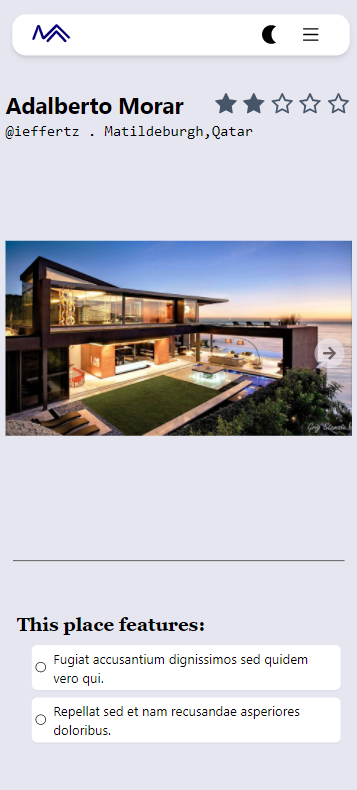 Adalberto Morar
@ieffertz . Matildeburgh,Qatar
This place features:
Fugiat accusantium dignissimos sed quidem
vero qui.
Repellat sed et nam recusandae asperiores
doloribus.